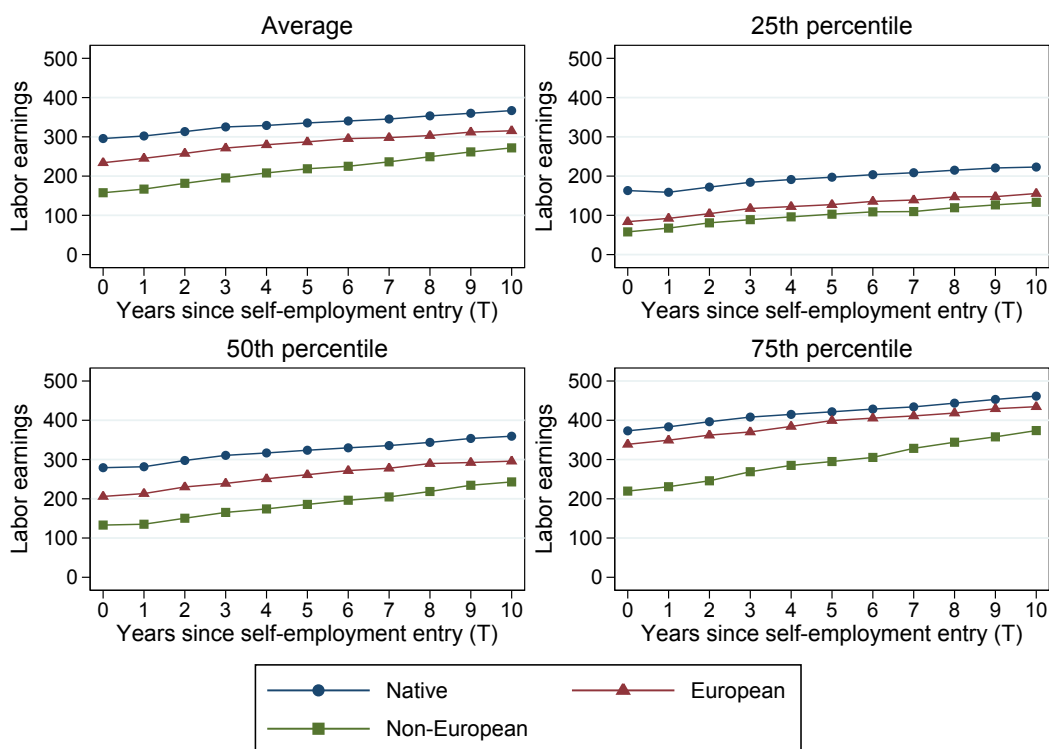 Average
500
400
300
200
100
0
Labor earnings
0 1 2 3 4 5 6 7 8 9 10
Years since self-employment entry (T)
25th percentile
500
400
300
200
100
0
Labor earnings
0 1 2 3 4 5 6 7 8 9 10
Years since self-employment entry (T)
50th percentile
500
400
300
200
100
0
Labor earnings
0 1 2 3 4 5 6 7 8 9 10
Years since self-employment entry (T)
75th percentile
500
400
300
200
100
0
Labor earnings
0 1 2 3 4 5 6 7 8 9 10
Years since self-employment entry (T)
Native
European
Non-European